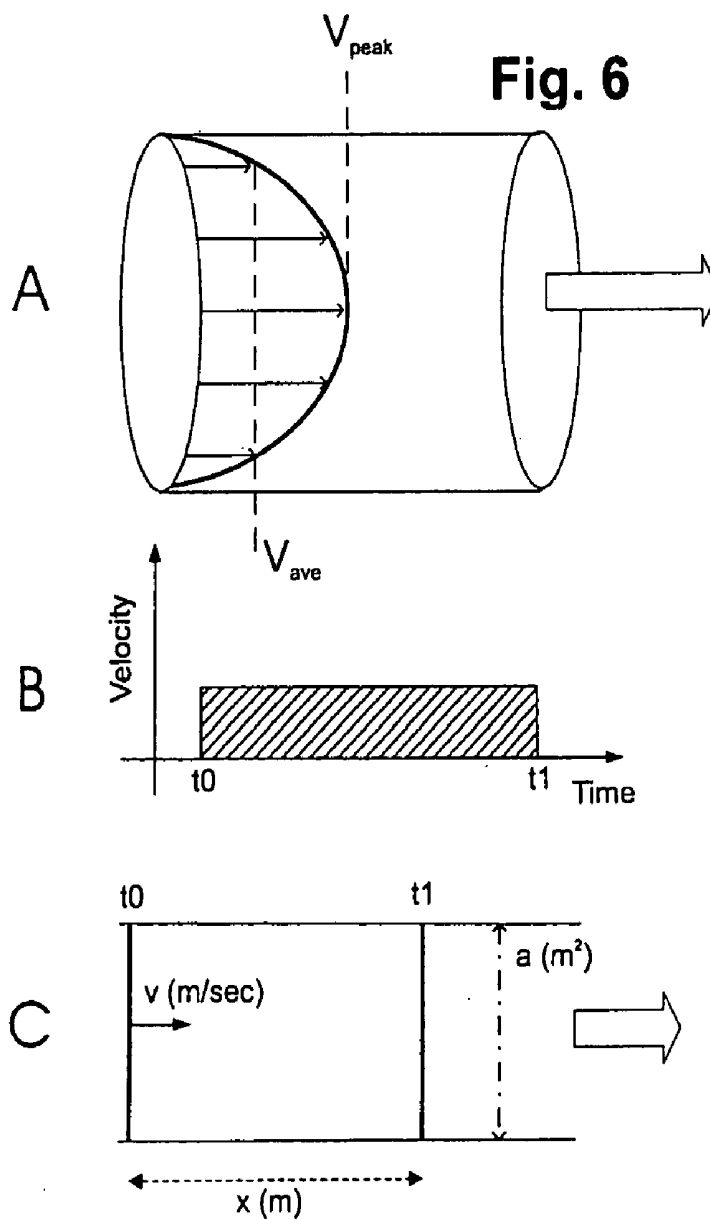 V_peak
Fig. 6
A
V_ave
B
Velocity
t0
t1
Time
t0
t1
a (m²)
v (m/sec)
C
x (m)